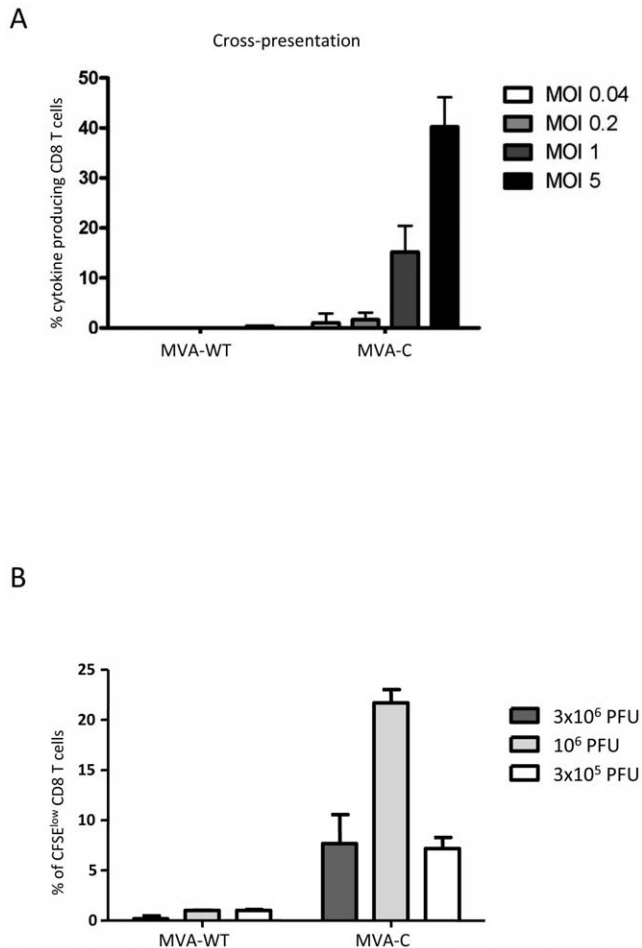 A
Cross-presentation
% cytokine producing CD8 T cells
50
40
30
20
10
0
MVA-WT
MVA-C
MOI 0.04
MOI 0.2
MOI 1
MOI 5
B
% of CFSE^low CD8 T cells
25
20
15
10
5
0
MVA-WT
MVA-C
3x10⁶ PFU
10⁶ PFU
3x10⁵ PFU